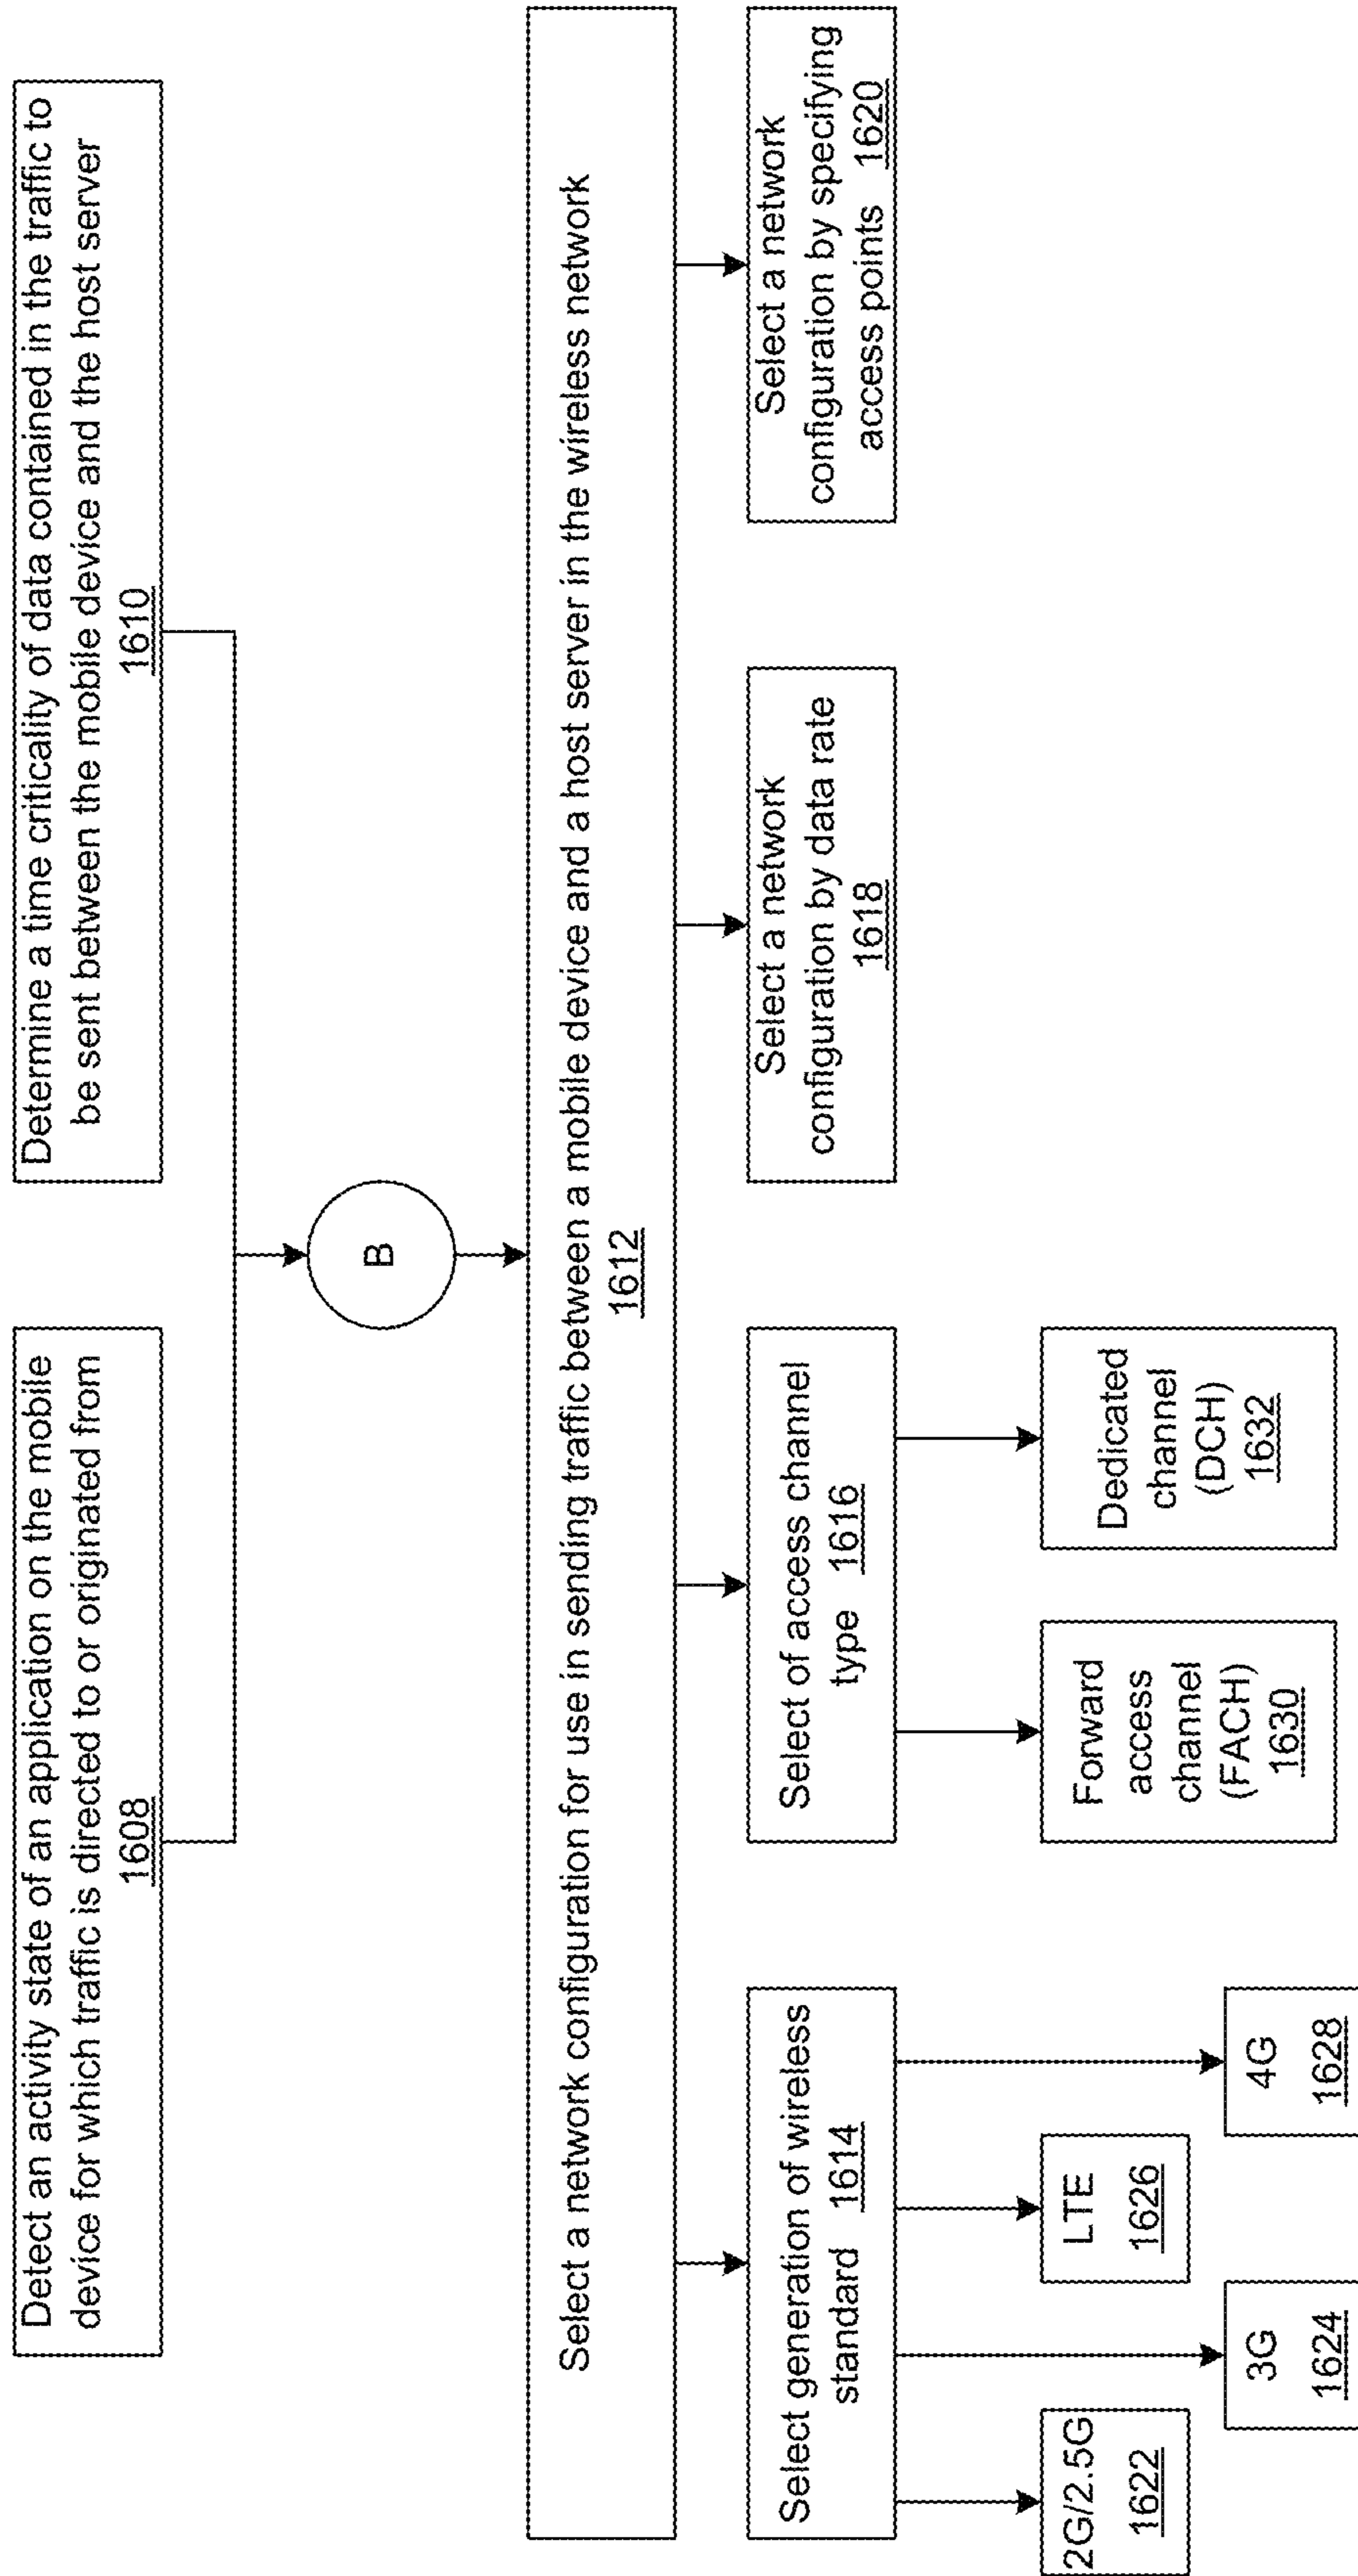 Detect an activity state of an application on the mobile
device for which traffic is directed to or originated from
1608
Determine a time criticality of data contained in the traffic to
be sent between the mobile device and the host server
1610
B
Select a network configuration for use in sending traffic between a mobile device and a host server in the wireless network
1612
Select generation of wireless
standard 1614
Select of access channel
type 1616
Select a network
configuration by data rate
1618
Select a network
configuration by specifying
access points 1620
2G/2.5G
1622
3G
1624
LTE
1626
4G
1628
Forward
access
channel
(FACH)
1630
Dedicated
channel
(DCH)
1632